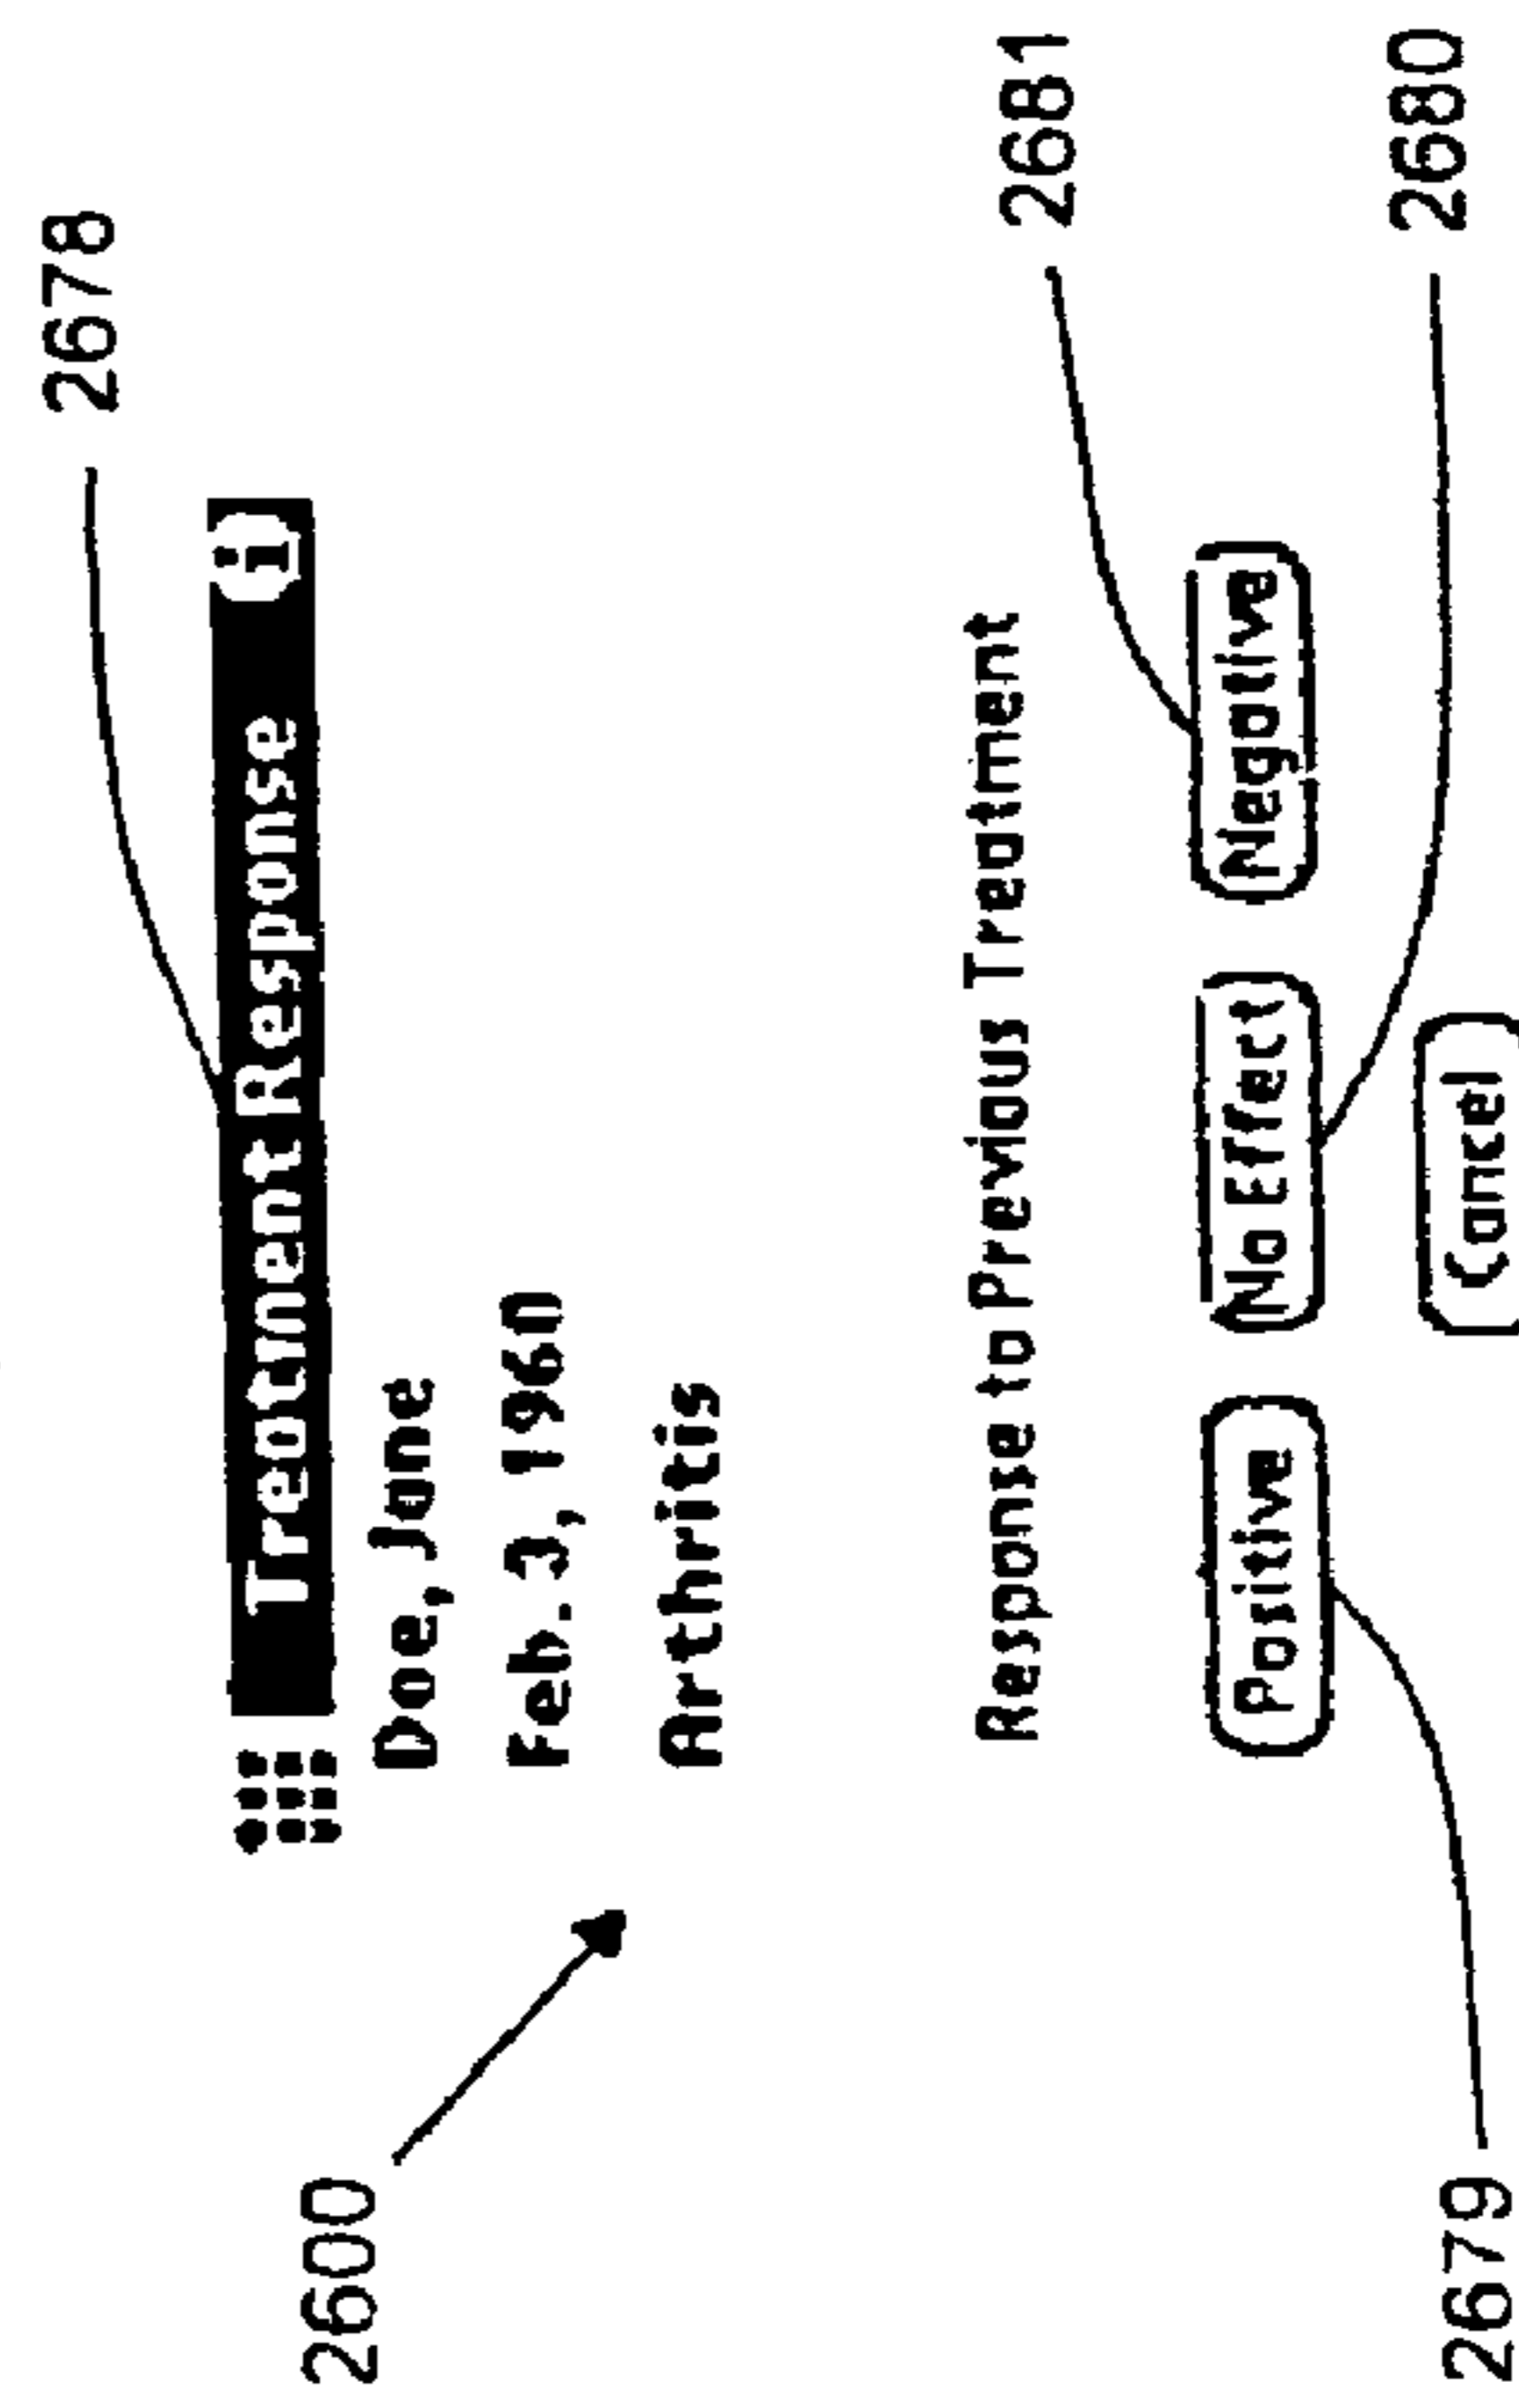 2678
Treatment Response (i)
2600
Doe, Jane
Feb. 3, 1960
Arthritis
Response to Previous Treatment
2681
Positive No Effect Negative
2679
2680
Cancel